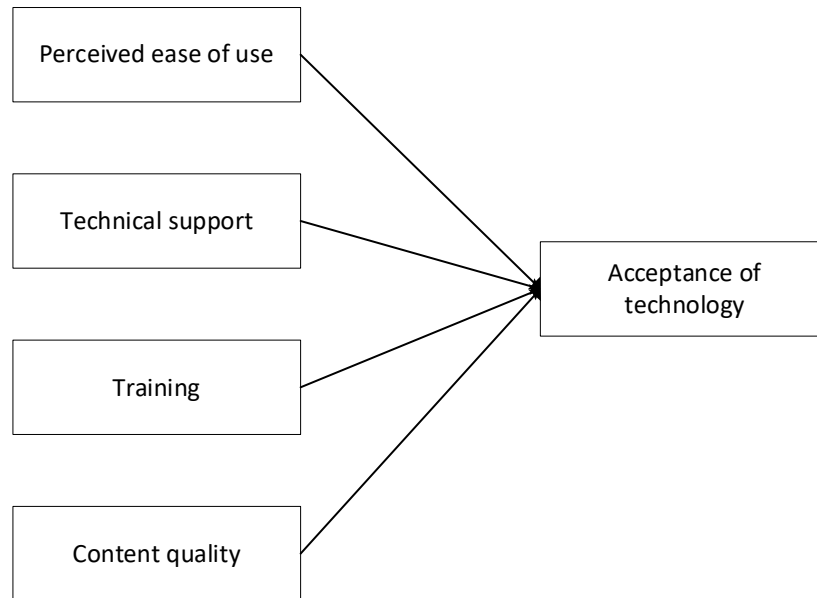 Perceived ease of use
Technical support
Training
Content quality
Acceptance of
technology